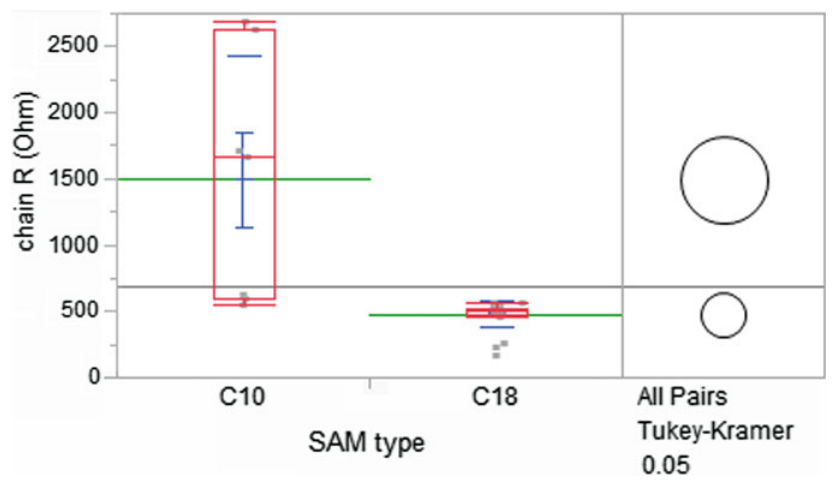 chain R (Ohm)
2500
2000
1500
1000
500
0
C10
C18
SAM type
All Pairs
Tukey-Kramer
0.05